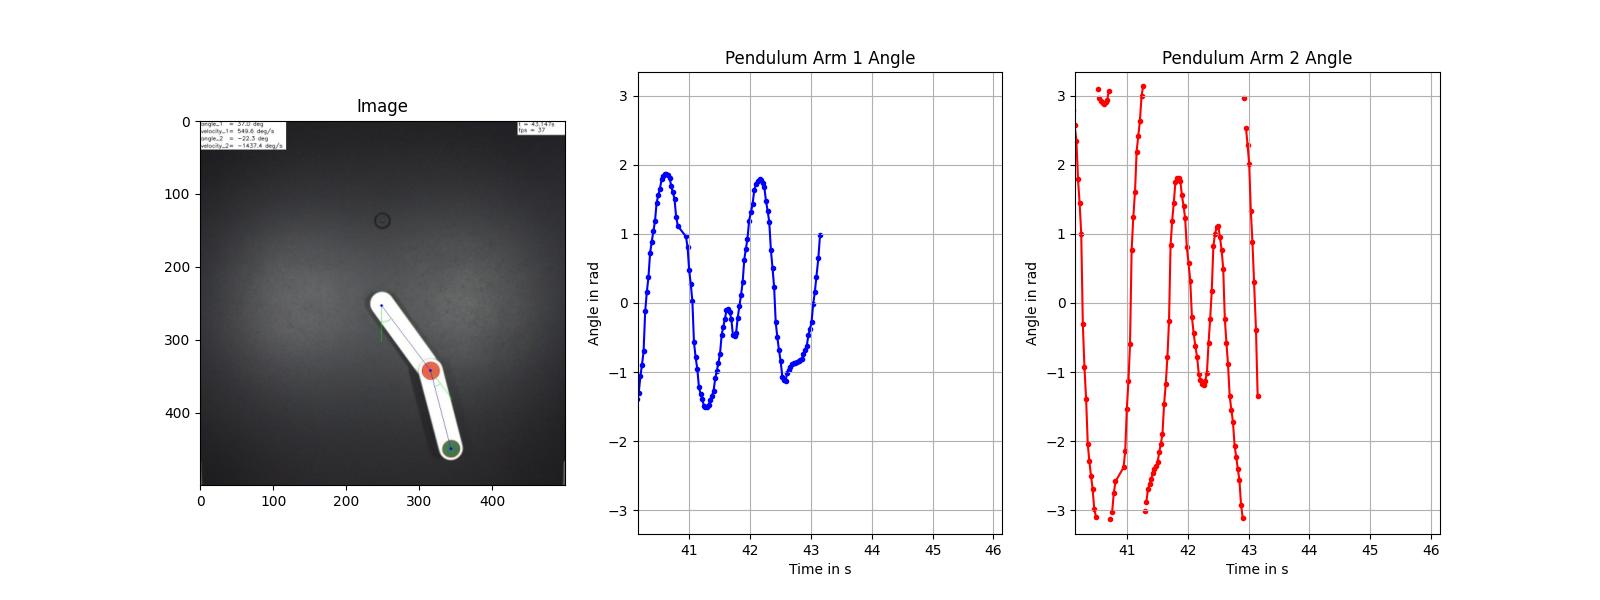 Image
angle_1 = 37.0 deg
velocity_1= 549.6 deg/s
angle_2 = -22.3 deg
velocity_2= -1437.4 deg/s
t = 43.147s
fps = 37
0
100
200
300
400
0 100 200 300 400
Pendulum Arm 1 Angle
Angle in rad
3
2
1
0
−1
−2
−3
41 42 43 44 45 46
Time in s
Pendulum Arm 2 Angle
Angle in rad
3
2
1
0
−1
−2
−3
41 42 43 44 45 46
Time in s